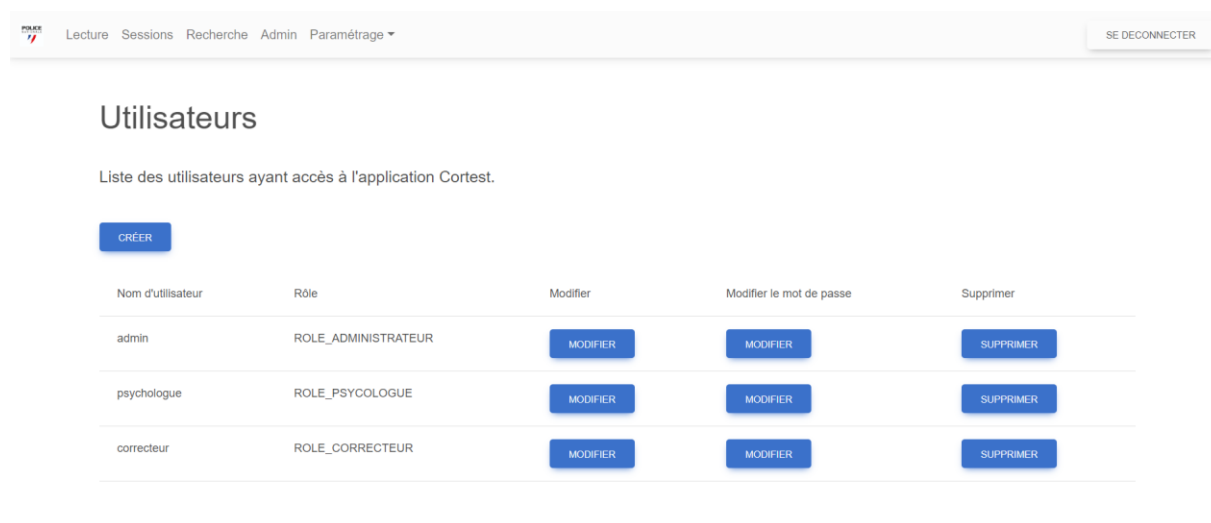 POLICE
Lecture Sessions Recherche Admin Paramétrage SE DECONNECTER
Utilisateurs
Liste des utilisateurs ayant accès à l'application Cortest.
CRÉER
Nom d'utilisateur Rôle Modifier Modifier le mot de passe Supprimer
admin ROLE_ADMINISTRATEUR MODIFIER MODIFIER SUPPRIMER
psychologue ROLE_PSYCOLOGUE MODIFIER MODIFIER SUPPRIMER
correcteur ROLE_CORRECTEUR MODIFIER MODIFIER SUPPRIMER